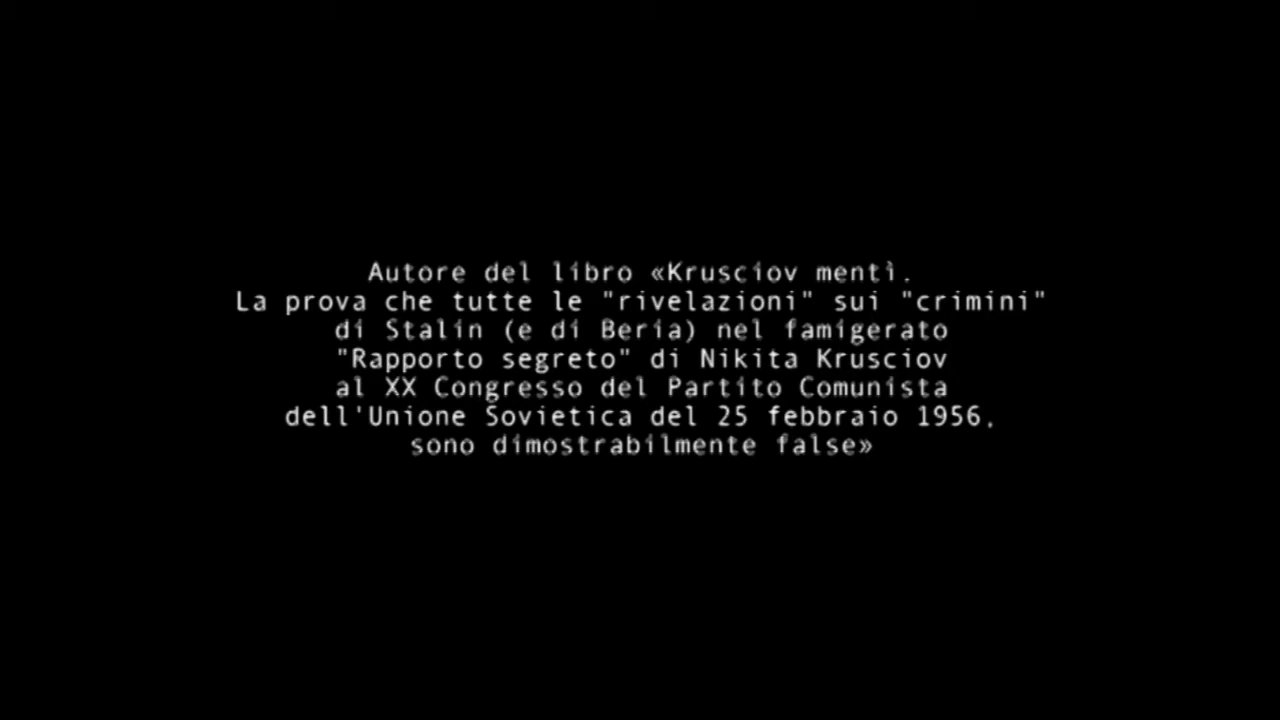 Autore del libro «Krusciov mentì.
La prova che tutte le "rivelazioni" sui "crimini"
di Stalin (e di Beria) nel famigerato
"Rapporto segreto" di Nikita Krusciov
al XX Congresso del Partito Comunista
dell'Unione Sovietica del 25 febbraio 1956,
sono dimostrabilmente false»